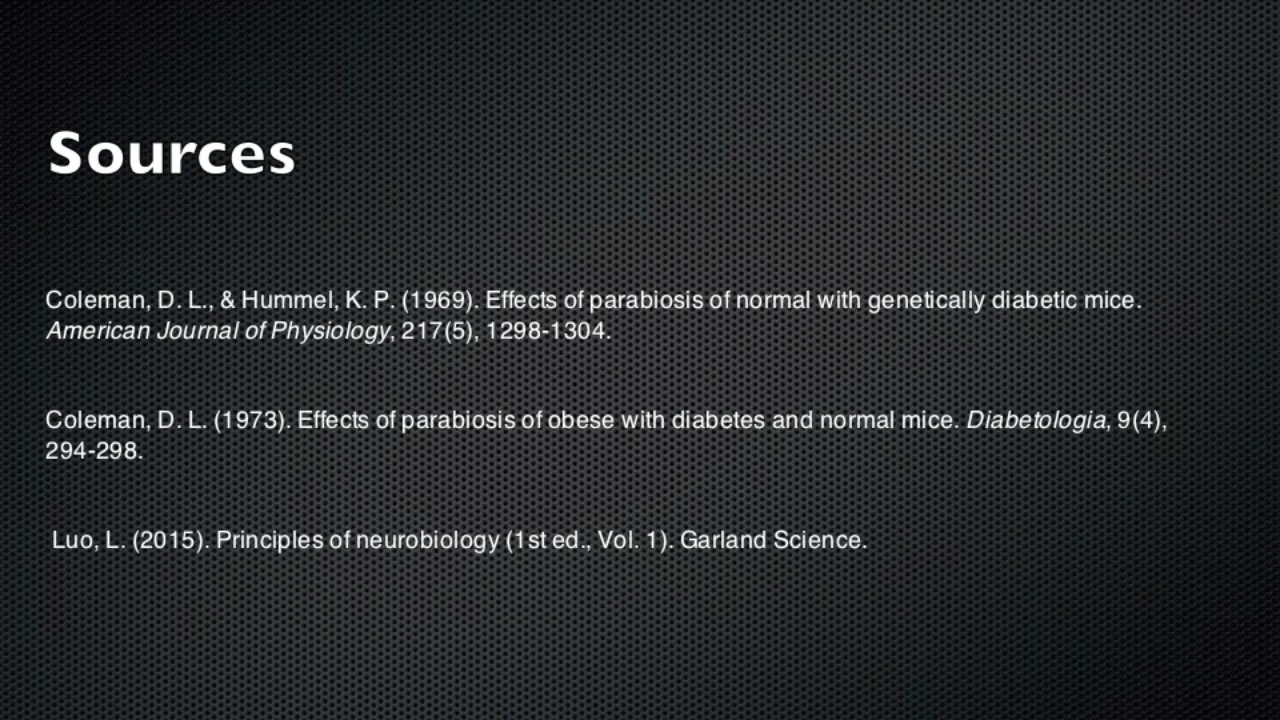 Sources
Coleman, D. L., & Hummel, K. P. (1969). Effects of parabiosis of normal with genetically diabetic mice.
American Journal of Physiology, 217(5), 1298-1304.
Coleman, D. L. (1973). Effects of parabiosis of obese with diabetes and normal mice. Diabetologia, 9(4),
294-298.
Luo, L. (2015). Principles of neurobiology (1st ed., Vol. 1). Garland Science.